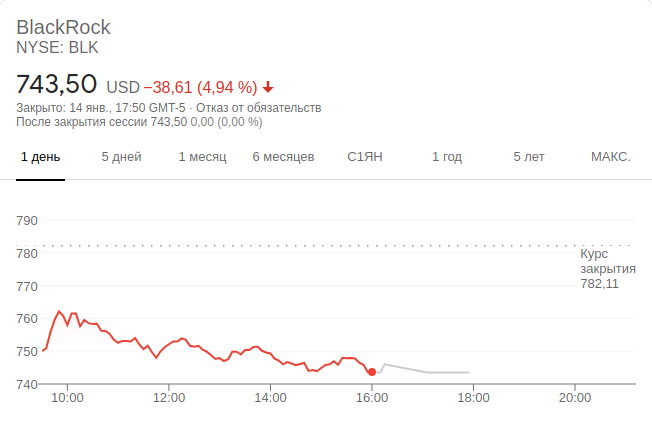 BlackRock
NYSE: BLK
743,50 USD −38,61 (4,94 %)
Закрыто: 14 янв., 17:50 GMT-5 · Отказ от обязательств
После закрытия сессии 743,50 0,00 (0,00 %)
1 день 5 дней 1 месяц 6 месяцев С1ЯН 1 год 5 лет МАКС.
790
780
Курс
закрытия
782,11
770
760
750
740
10:00 12:00 14:00 16:00 18:00 20:00